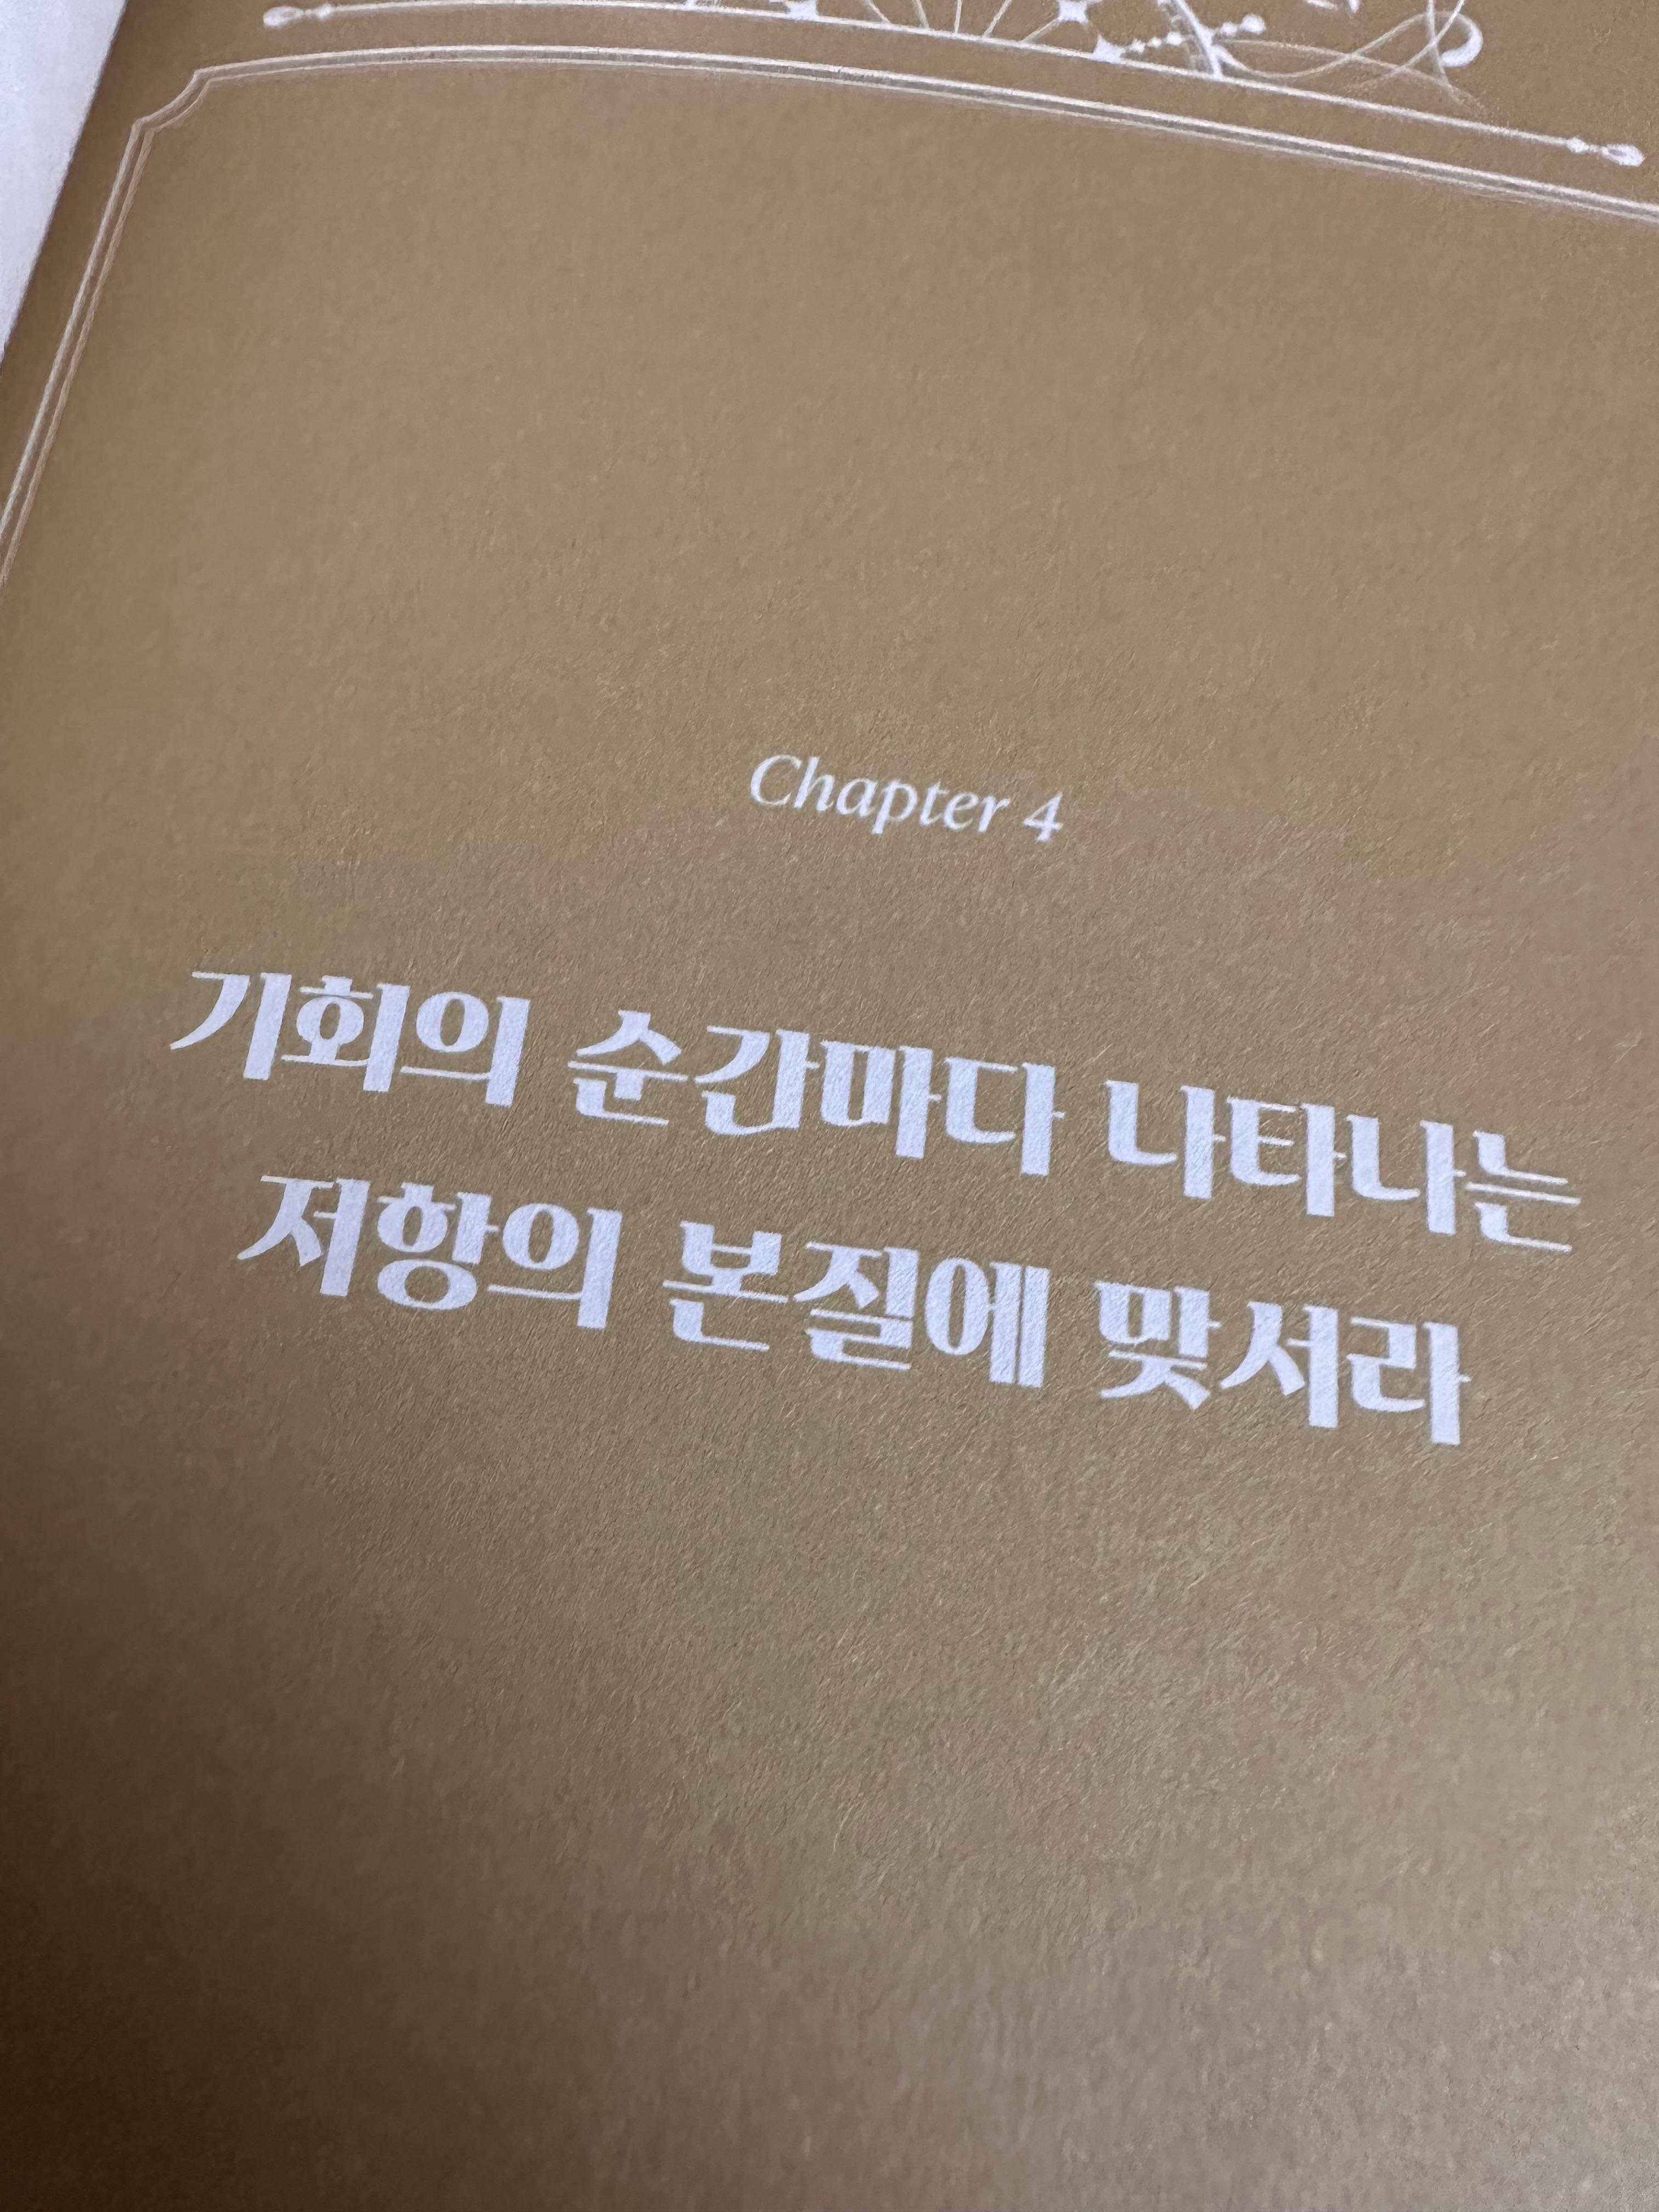 Chapter 4
기회의 순간마다 나타나는
저항의 본질에 맞서라